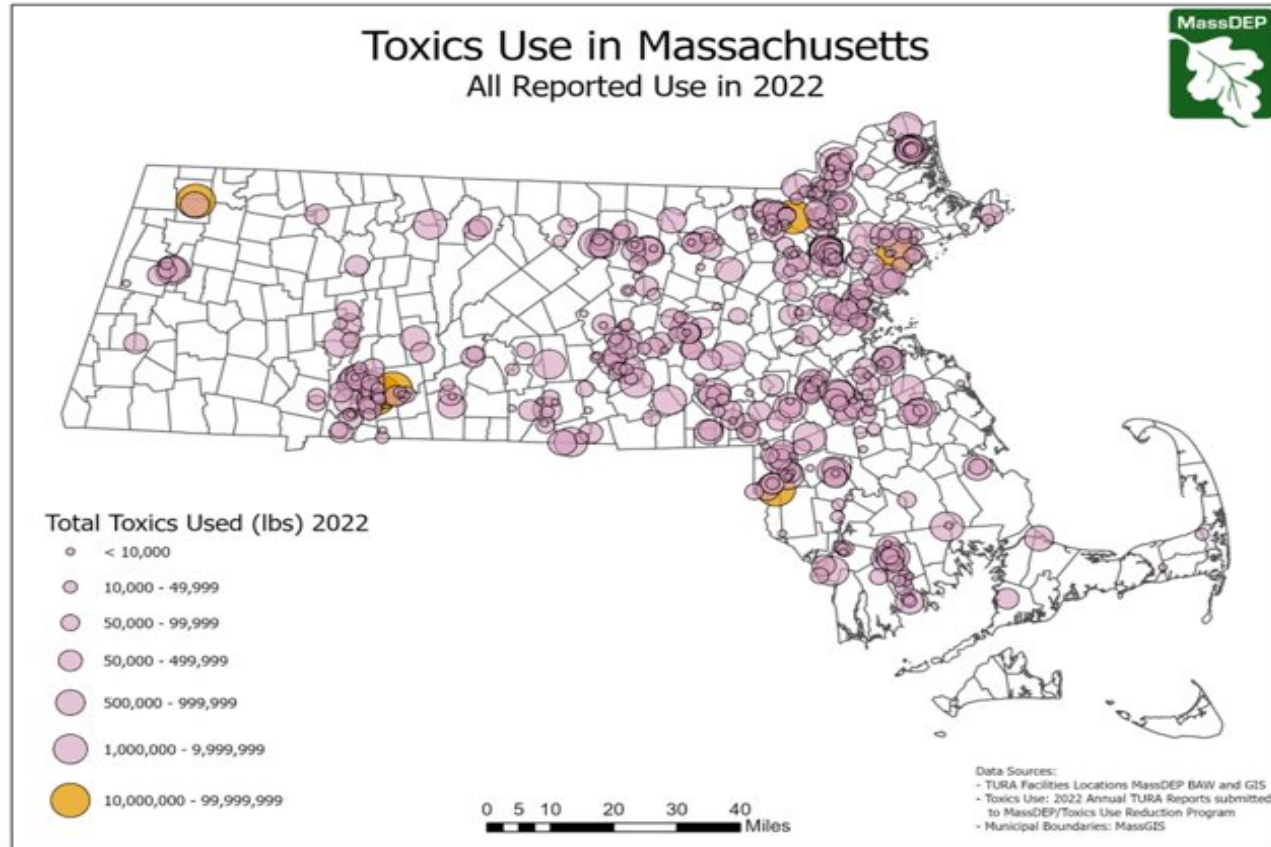 Toxics Use in Massachusetts
All Reported Use in 2022
MassDEP
Total Toxics Used (lbs) 2022
< 10,000
10,000 - 49,999
50,000 - 99,999
50,000 - 499,999
500,000 - 999,999
1,000,000 - 9,999,999
10,000,000 - 99,999,999
0 5 10 20 30 40
Miles
Data Sources:
- TURA Facilities Locations MassDEP BAW and GIS
- Toxics Use: 2022 Annual TURA Reports submitted
to MassDEP/Toxics Use Reduction Program
- Municipal Boundaries: MassGIS